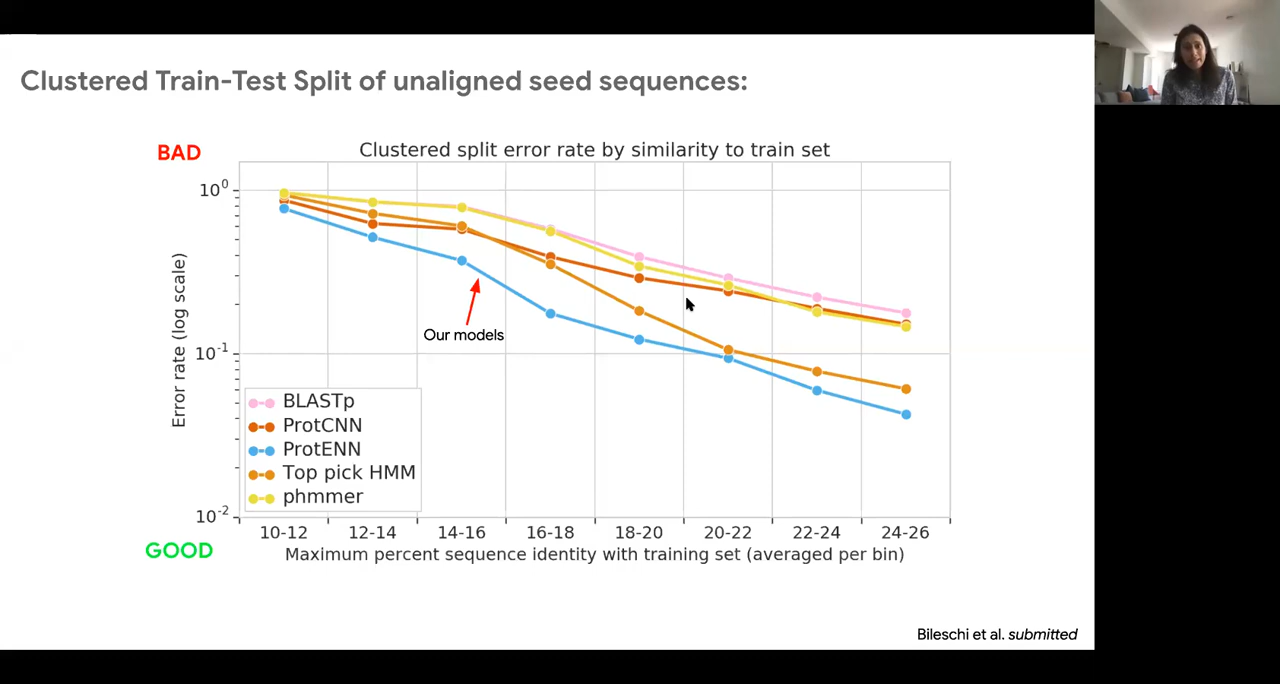 Clustered Train-Test Split of unaligned seed sequences:
BAD
Clustered split error rate by similarity to train set
10^0
Error rate (log scale)
Our models
10^-1
BLASTp
ProtCNN
ProtENN
Top pick HMM
phmmer
10^-2
10-12 12-14 14-16 16-18 18-20 20-22 22-24 24-26
GOOD
Maximum percent sequence identity with training set (averaged per bin)
Bileschi et al. submitted